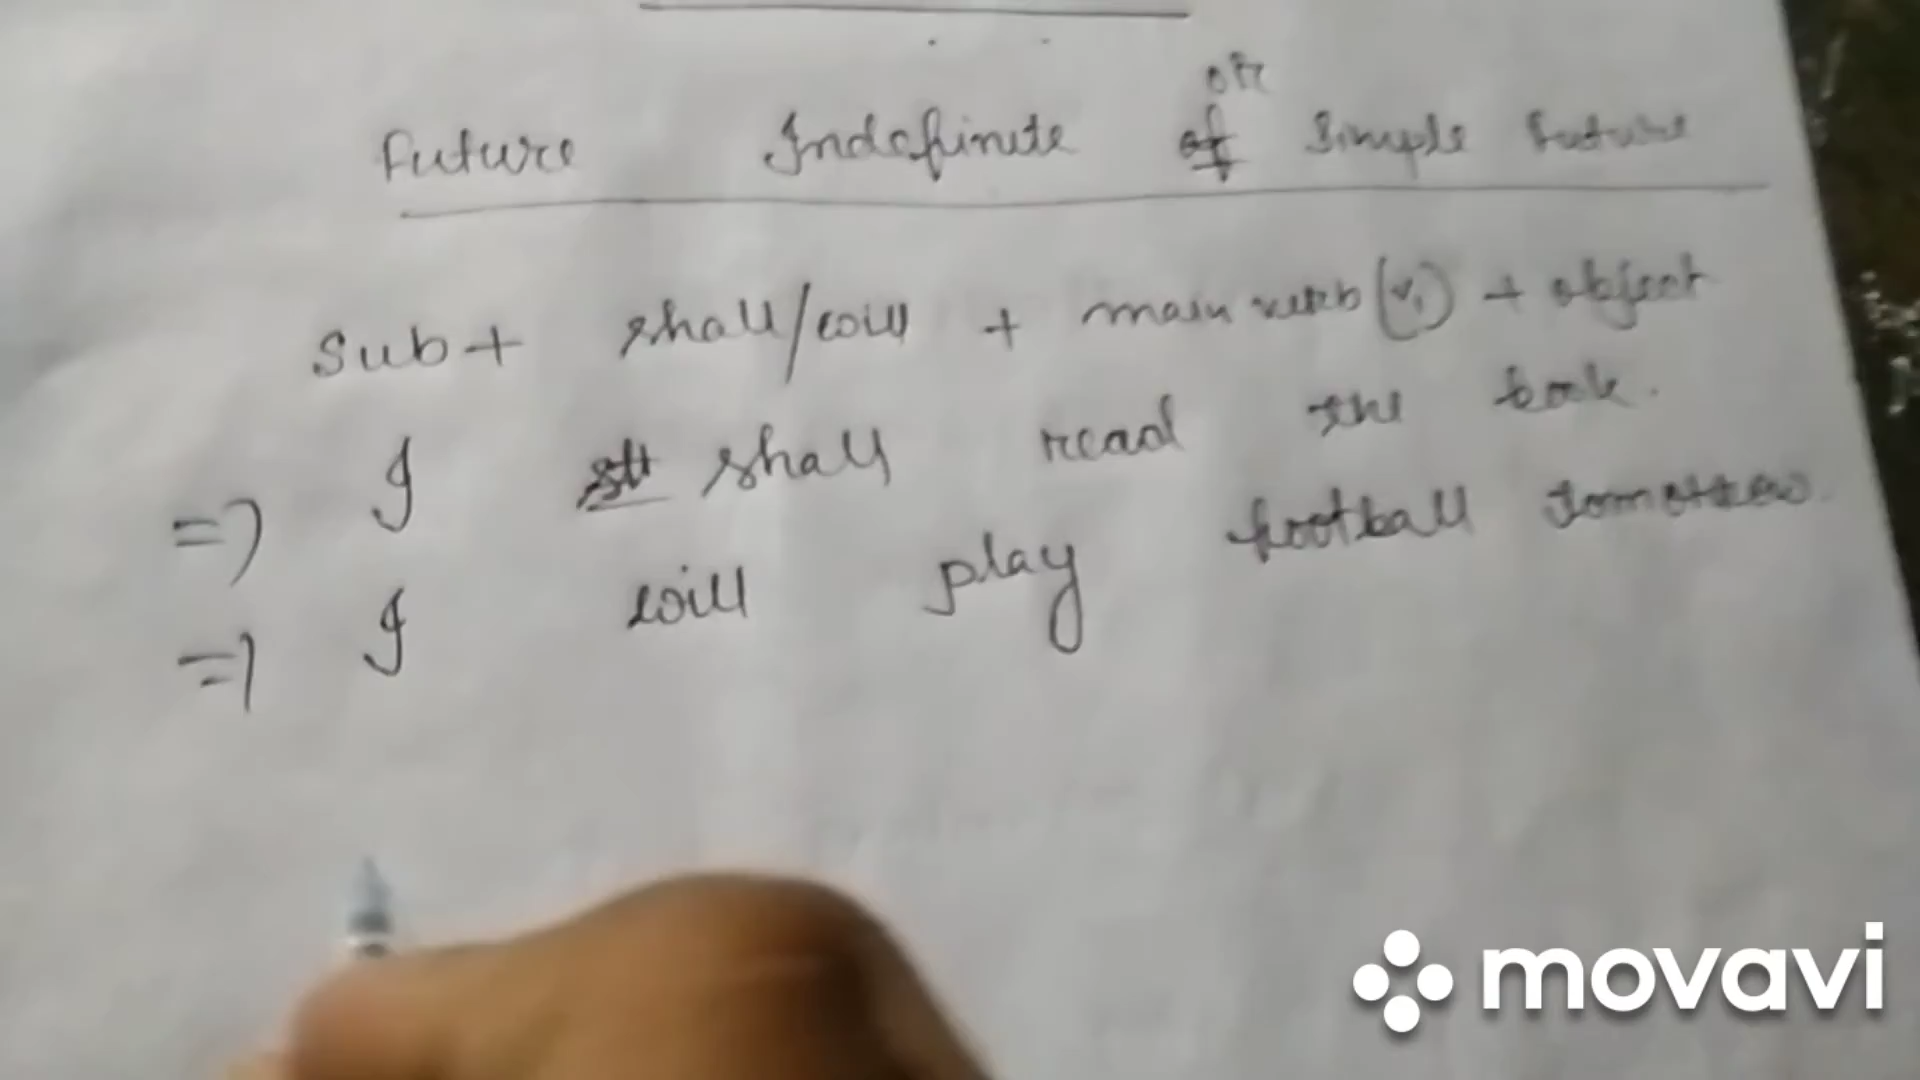 Future Indefinite or Simple Future
Sub + shall/will + main verb (v1) + object
=> I shall read the book.
=> I will play football tomorrow.
movavi